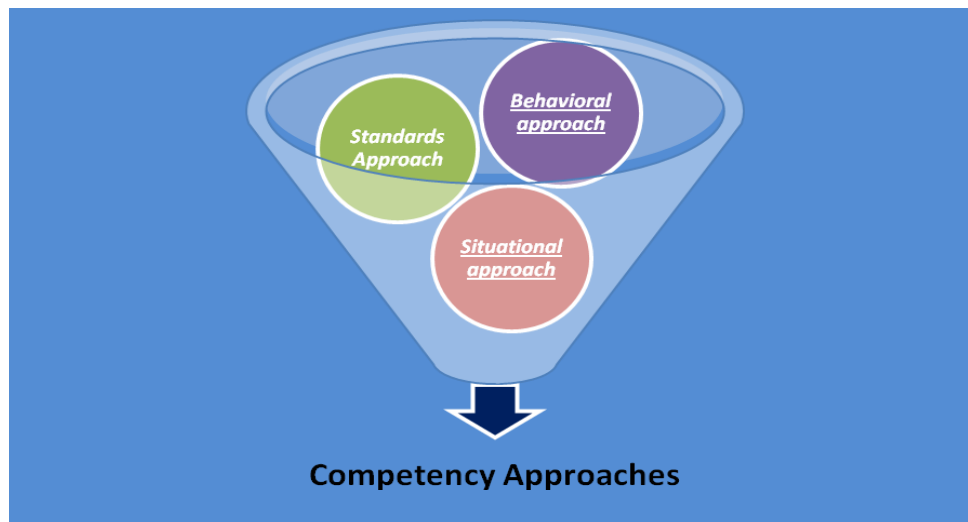 Behavioral
approach
Standards
Approach
Situational
approach
Competency Approaches